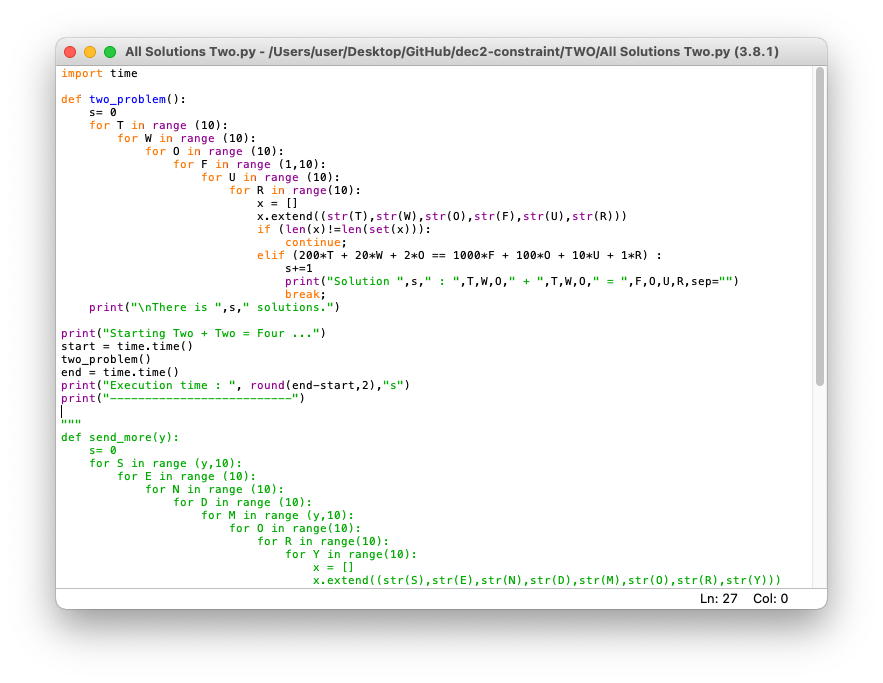 All Solutions Two.py - /Users/user/Desktop/GitHub/dec2-constraint/TWO/All Solutions Two.py (3.8.1)
import time

def two_problem():
    s= 0
    for T in range (10):
        for W in range (10):
            for O in range (10):
                for F in range (1,10):
                    for U in range (10):
                        for R in range(10):
                            x = []
                            x.extend((str(T),str(W),str(O),str(F),str(U),str(R)))
                            if (len(x)!=len(set(x))):
                                continue;
                            elif (200*T + 20*W + 2*O == 1000*F + 100*O + 10*U + 1*R) :
                                s+=1
                                print("Solution ",s," : ",T,W,O," + ",T,W,O," = ",F,O,U,R,sep="")
                                break;
    print("\nThere is ",s," solutions.")

print("Starting Two + Two = Four ...")
start = time.time()
two_problem()
end = time.time()
print("Execution time : ", round(end-start,2),"s")
print("--------------------------")

"""
def send_more(y):
    s= 0
    for S in range (y,10):
        for E in range (10):
            for N in range (10):
                for D in range (10):
                    for M in range (y,10):
                        for O in range(10):
                            for R in range(10):
                                for Y in range(10):
                                    x = []
                                    x.extend((str(S),str(E),str(N),str(D),str(M),str(O),str(R),str(Y)))
Ln: 27 Col: 0